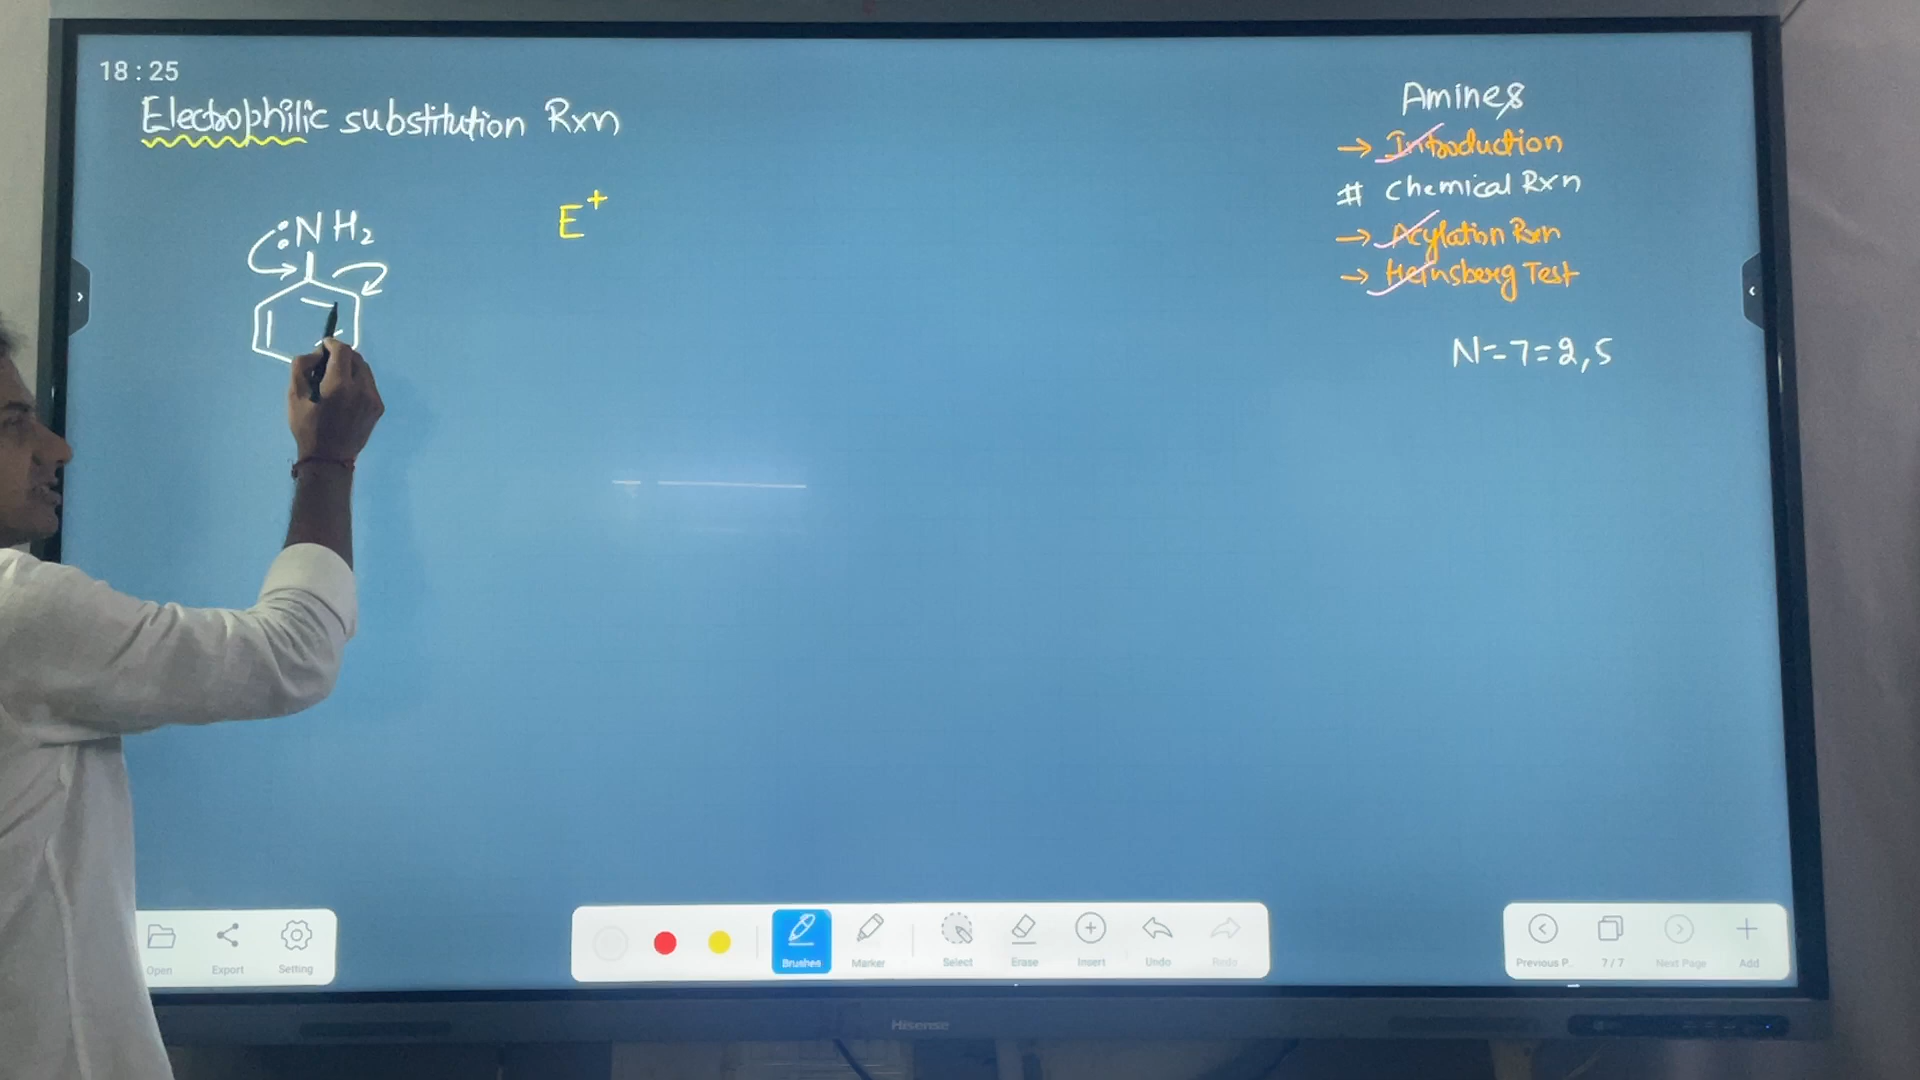 18:25
Electrophilic substitution Rxn
:NH₂
E⁺
Amines
→ Introduction
# Chemical Rxn
→ Acylation Rxn
→ Heinsberg Test
N=7=2,5
Open Export Setting
Brushes Marker Select Erase Insert Undo Redo
Previous P.. 7/7 Next Page Add
Hisense